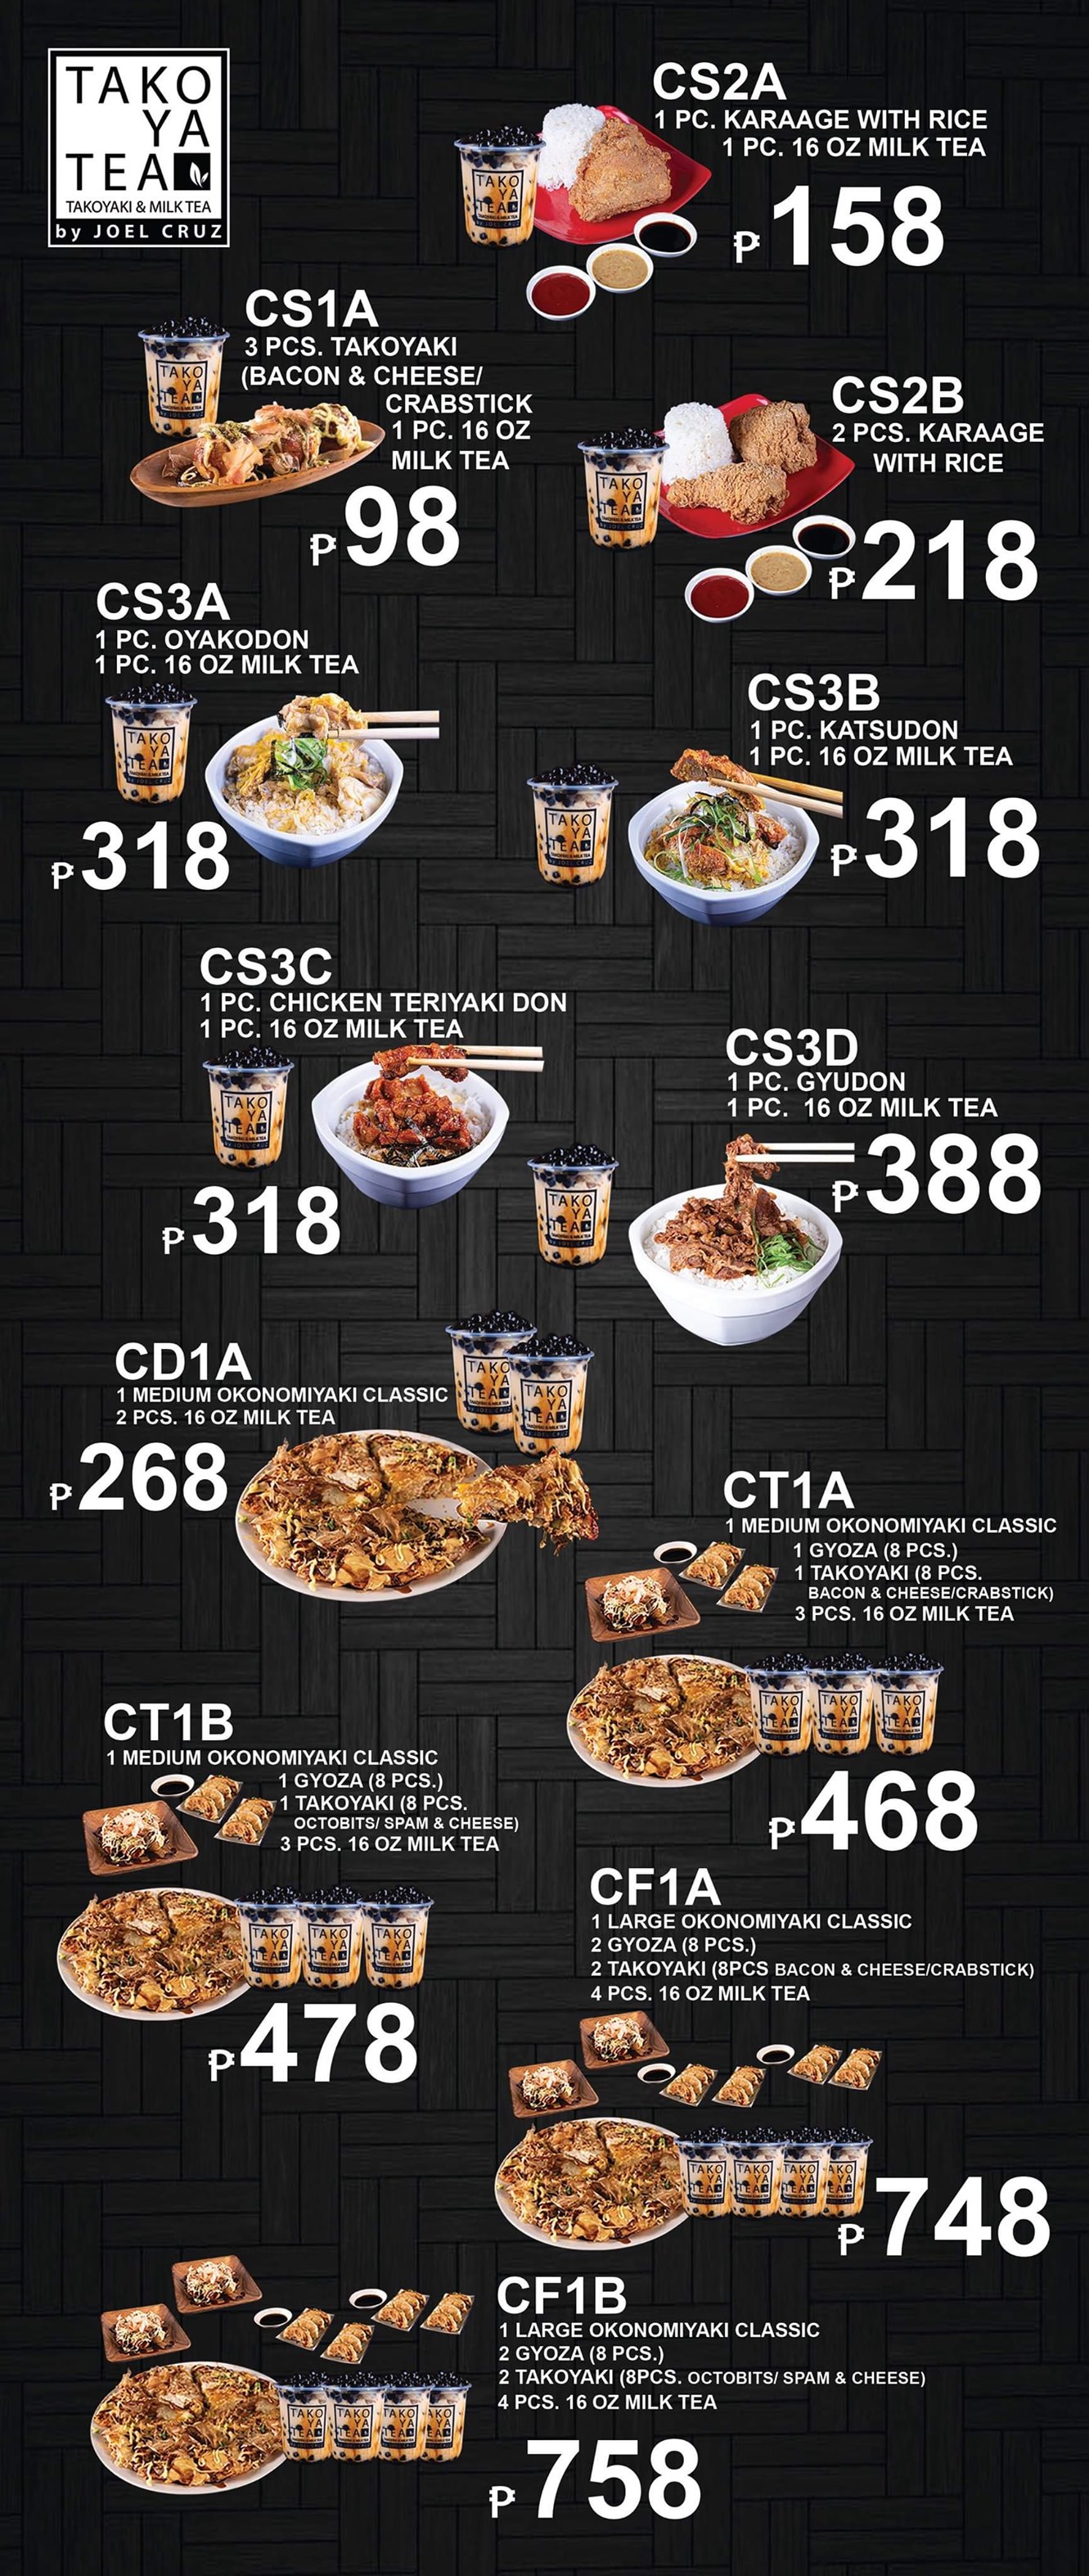 TAKO
YA
TEA
TAKOYAKI & MILK TEA
by JOEL CRUZ
CS2A
1 PC. KARAAGE WITH RICE
1 PC. 16 OZ MILK TEA
₱158
CS1A
3 PCS. TAKOYAKI
(BACON & CHEESE/
CRABSTICK
1 PC. 16 OZ
MILK TEA
₱98
CS2B
2 PCS. KARAAGE
WITH RICE
₱218
CS3A
1 PC. OYAKODON
1 PC. 16 OZ MILK TEA
₱318
CS3B
1 PC. KATSUDON
1 PC. 16 OZ MILK TEA
₱318
CS3C
1 PC. CHICKEN TERIYAKI DON
1 PC. 16 OZ MILK TEA
₱318
CS3D
1 PC. GYUDON
1 PC. 16 OZ MILK TEA
₱388
CD1A
1 MEDIUM OKONOMIYAKI CLASSIC
2 PCS. 16 OZ MILK TEA
₱268
CT1A
1 MEDIUM OKONOMIYAKI CLASSIC
1 GYOZA (8 PCS.)
1 TAKOYAKI (8 PCS.
BACON & CHEESE/CRABSTICK)
3 PCS. 16 OZ MILK TEA
₱468
CT1B
1 MEDIUM OKONOMIYAKI CLASSIC
1 GYOZA (8 PCS.)
1 TAKOYAKI (8 PCS.
OCTOBITS/ SPAM & CHEESE)
3 PCS. 16 OZ MILK TEA
₱478
CF1A
1 LARGE OKONOMIYAKI CLASSIC
2 GYOZA (8 PCS.)
2 TAKOYAKI (8PCS BACON & CHEESE/CRABSTICK)
4 PCS. 16 OZ MILK TEA
₱748
CF1B
1 LARGE OKONOMIYAKI CLASSIC
2 GYOZA (8 PCS.)
2 TAKOYAKI (8PCS. OCTOBITS/ SPAM & CHEESE)
4 PCS. 16 OZ MILK TEA
₱758